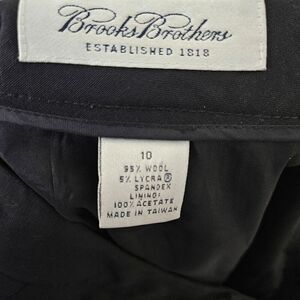 Brooks Brothers
ESTABLISHED 1818
10
95% WOOL
5% LYCRA ®
SPANDEX
LINING:
100% ACETATE
MADE IN TAIWAN